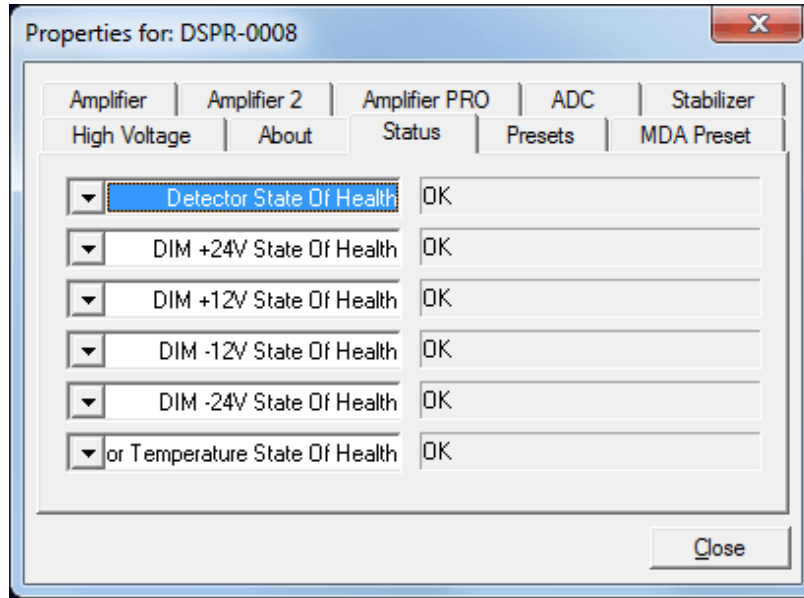 Properties for: DSPR-0008
Amplifier Amplifier 2 Amplifier PRO ADC Stabilizer
High Voltage About Status Presets MDA Preset
Detector State Of Health OK
DIM +24V State Of Health OK
DIM +12V State Of Health OK
DIM -12V State Of Health OK
DIM -24V State Of Health OK
or Temperature State Of Health OK
Close